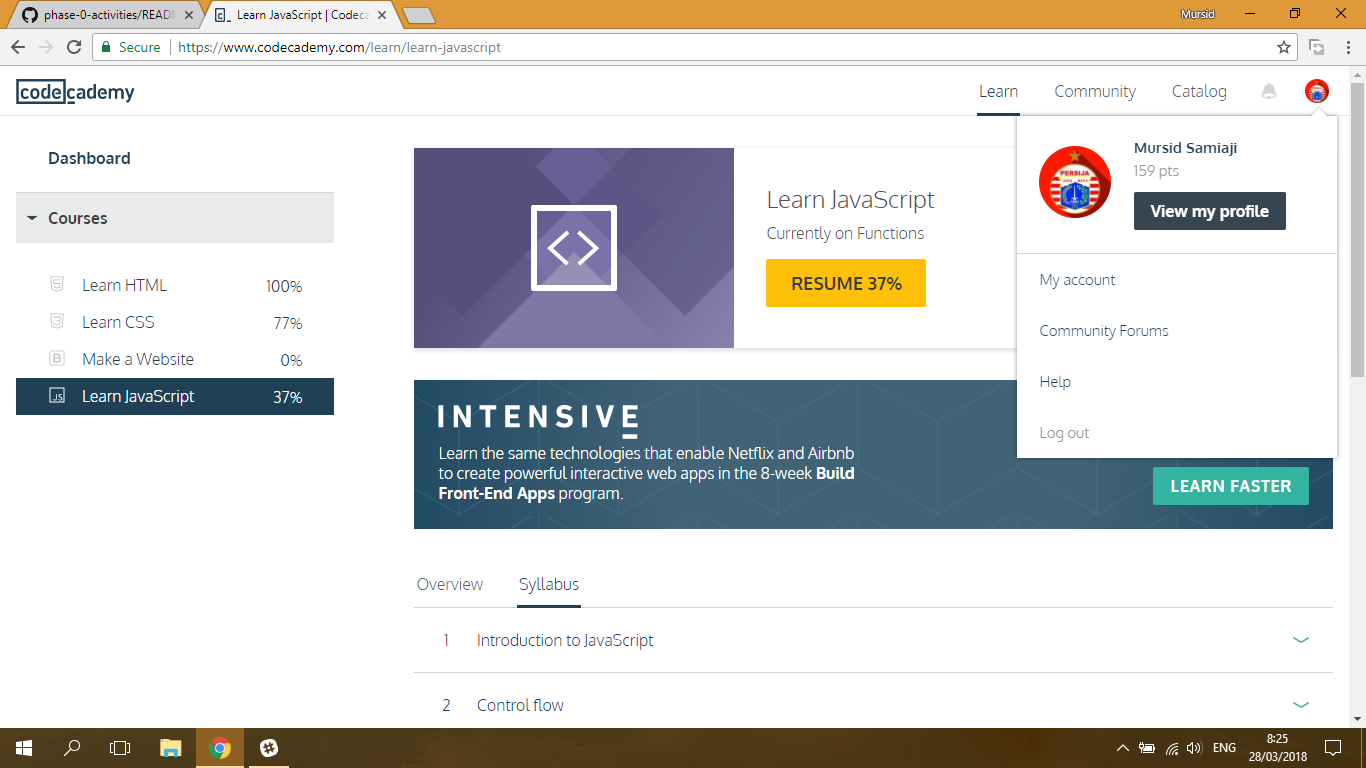 phase-0-activities/READ
Learn JavaScript | Codeca
Mursid
Secure
https://www.codecademy.com/learn/learn-javascript
codecademy
Learn
Community
Catalog
Dashboard
Courses
Learn HTML 100%
Learn CSS 77%
Make a Website 0%
Learn JavaScript 37%
Learn JavaScript
Currently on Functions
RESUME 37%
Mursid Samiaji
159 pts
View my profile
My account
Community Forums
Help
Log out
PERSIJA
JAYA RAYA
INTENSIVE
Learn the same technologies that enable Netflix and Airbnb
to create powerful interactive web apps in the 8-week Build
Front-End Apps program.
LEARN FASTER
Overview
Syllabus
1 Introduction to JavaScript
2 Control flow
ENG
8:25
28/03/2018